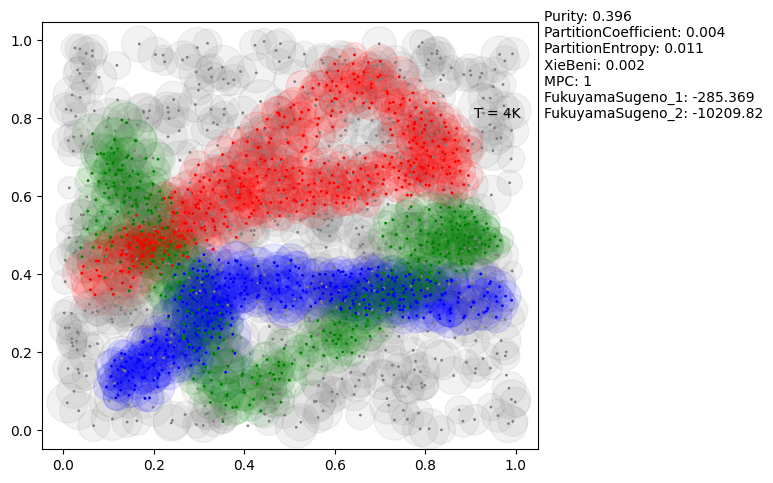 Purity: 0.396
PartitionCoefficient: 0.004
PartitionEntropy: 0.011
XieBeni: 0.002
MPC: 1
FukuyamaSugeno_1: -285.369
FukuyamaSugeno_2: -10209.82
T = 4K
1.0
0.8
0.6
0.4
0.2
0.0
0.0 0.2 0.4 0.6 0.8 1.0